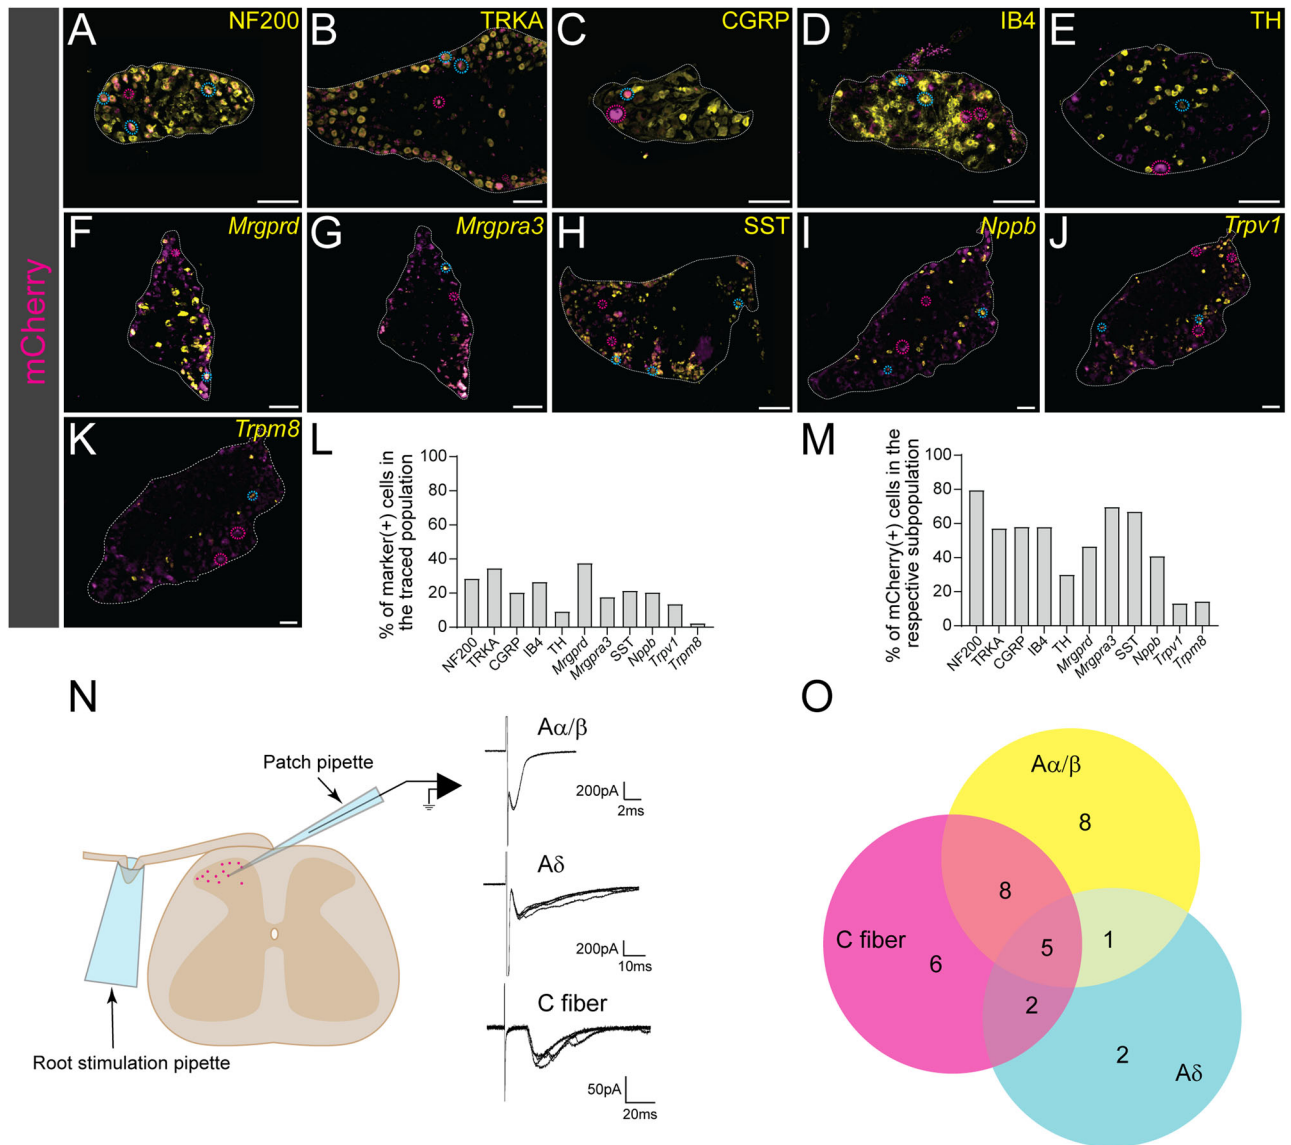 mCherry
A
NF200
B
TRKA
C
CGRP
D
IB4
E
TH
F
Mrgprd
G
Mrgpra3
H
SST
I
Nppb
J
Trpv1
K
Trpm8
L
% of marker(+) cells in
the traced population
100
80
60
40
20
0
NF200
TRKA
CGRP
IB4
TH
Mrgprd
Mrgpra3
SST
Nppb
Trpv1
Trpm8
M
% of mCherry(+) cells in the
respective subpopulation
100
80
60
40
20
0
NF200
TRKA
CGRP
IB4
TH
Mrgprd
Mrgpra3
SST
Nppb
Trpv1
Trpm8
N
Patch pipette
Root stimulation pipette
Aα/β
200pA
2ms
Aδ
200pA
10ms
C fiber
50pA
20ms
O
Aα/β
8
8
C fiber
6
5
1
2
2
Aδ